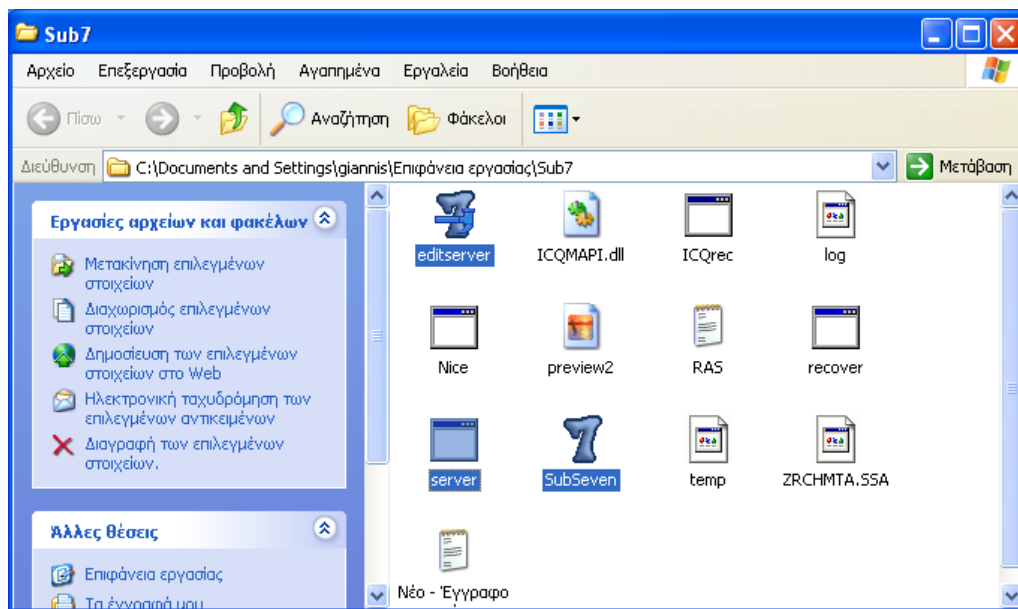 Sub7
Αρχείο Επεξεργασία Προβολή Αγαπημένα Εργαλεία Βοήθεια
Πίσω Αναζήτηση Φάκελοι
Διεύθυνση C:\Documents and Settings\giannis\Επιφάνεια εργασίας\Sub7 Μετάβαση
Εργασίες αρχείων και φακέλων
Μετακίνηση επιλεγμένων
στοιχείων
Διαχωρισμός επιλεγμένων
στοιχείων
Δημοσίευση των επιλεγμένων
στοιχείων στο Web
Ηλεκτρονική ταχυδρόμηση των
επιλεγμένων αντικειμένων
Διαγραφή των επιλεγμένων
στοιχείων.
Άλλες θέσεις
Επιφάνεια εργασίας
Τα έγγραφά μου
editserver ICQMAPI.dll ICQrec log
Nice preview2 RAS recover
server SubSeven temp ZRCHMTA.SSA
Νέο - Έγγραφο